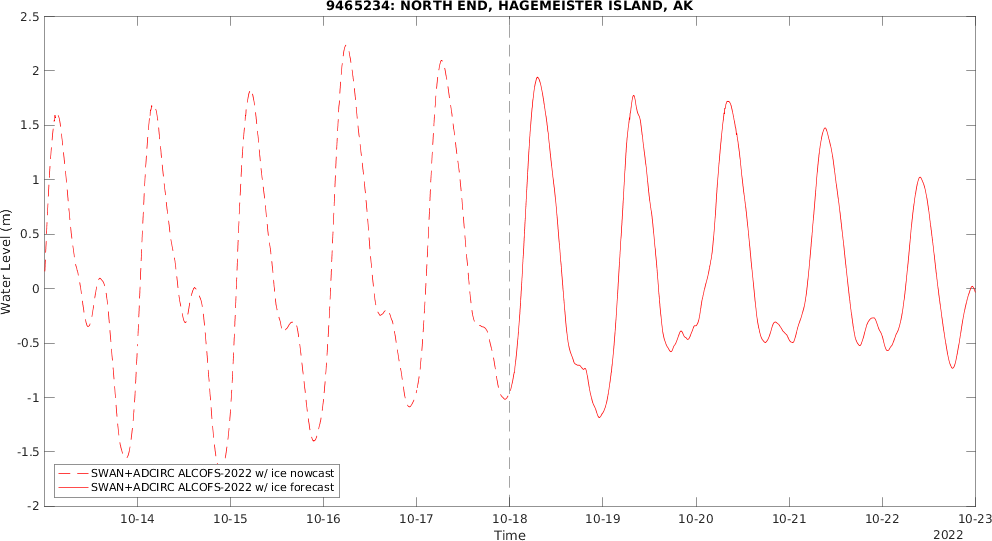 9465234: NORTH END, HAGEMEISTER ISLAND, AK
2.5
2
1.5
1
0.5
0
-0.5
-1
-1.5
-2
Water Level (m)
SWAN+ADCIRC ALCOFS-2022 w/ ice nowcast
SWAN+ADCIRC ALCOFS-2022 w/ ice forecast
10-14 10-15 10-16 10-17 10-18 10-19 10-20 10-21 10-22 10-23
Time
2022